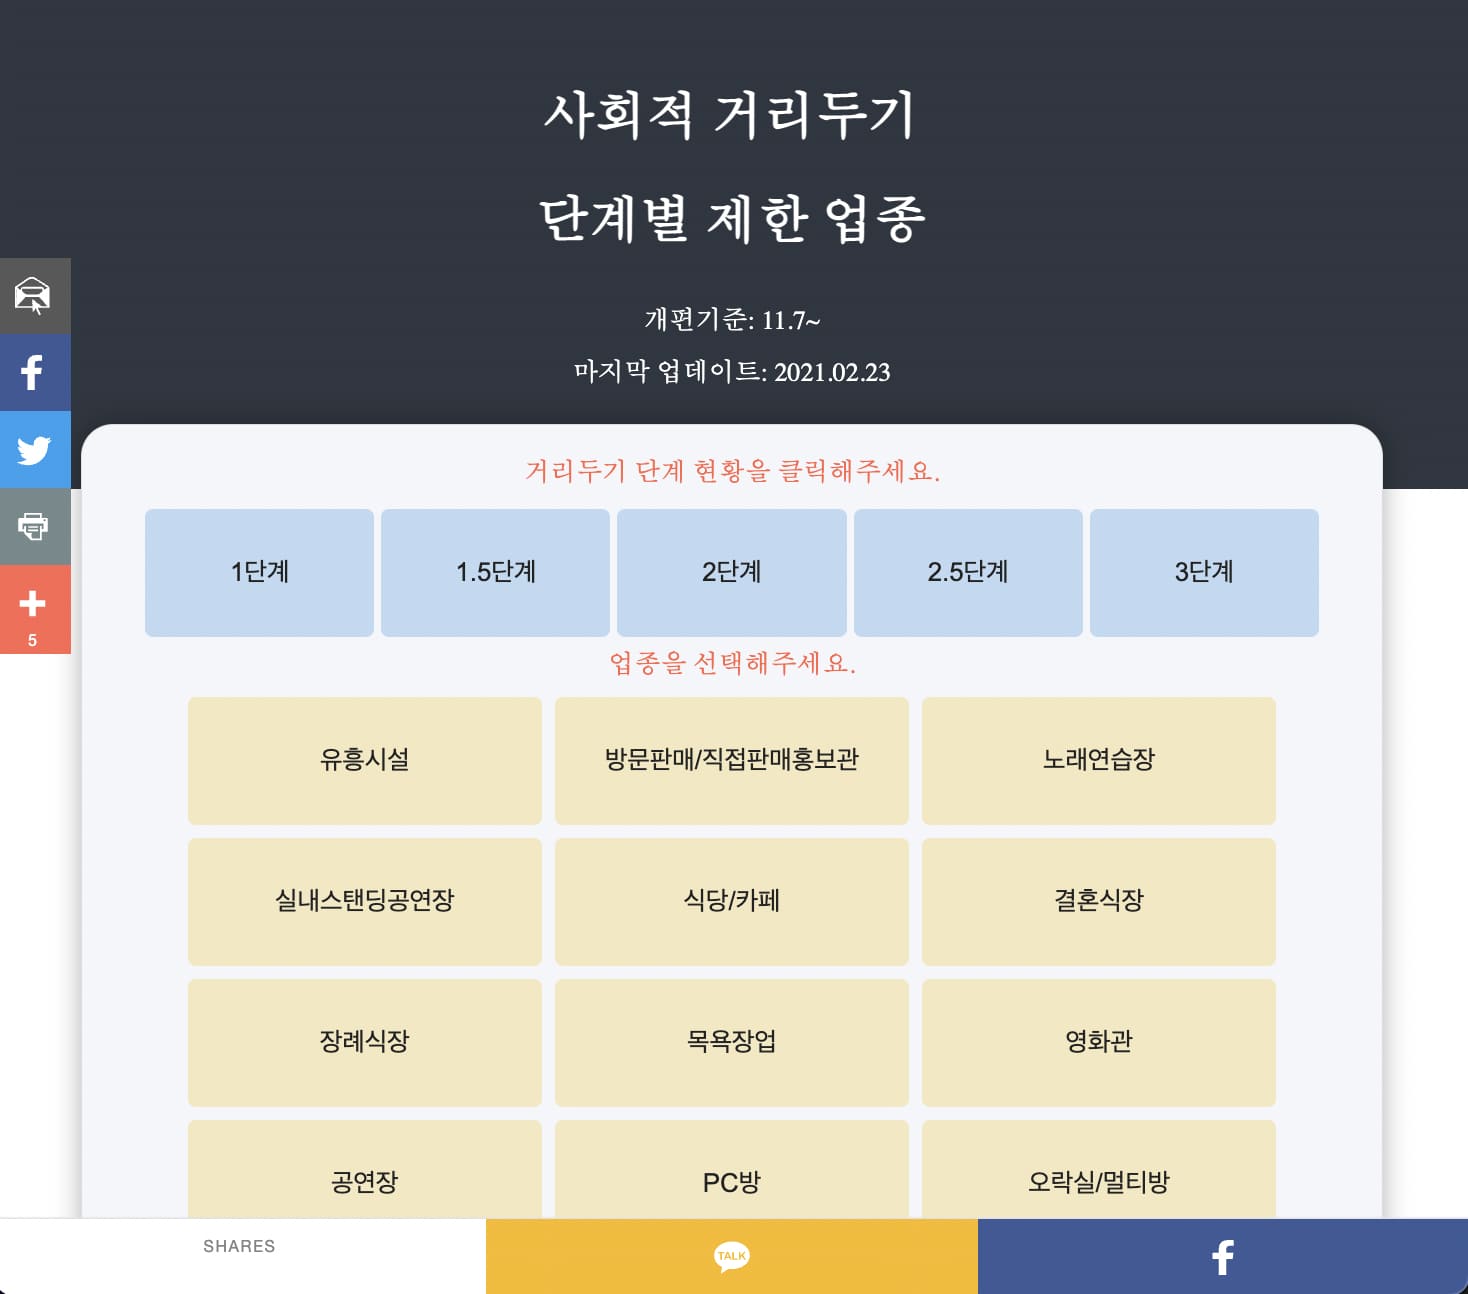 사회적 거리두기
단계별 제한 업종
개편기준: 11.7~
마지막 업데이트: 2021.02.23
거리두기 단계 현황을 클릭해주세요.
1단계 1.5단계 2단계 2.5단계 3단계
5
업종을 선택해주세요.
유흥시설 방문판매/직접판매홍보관 노래연습장
실내스탠딩공연장 식당/카페 결혼식장
장례식장 목욕장업 영화관
공연장 PC방 오락실/멀티방
SHARES TALK